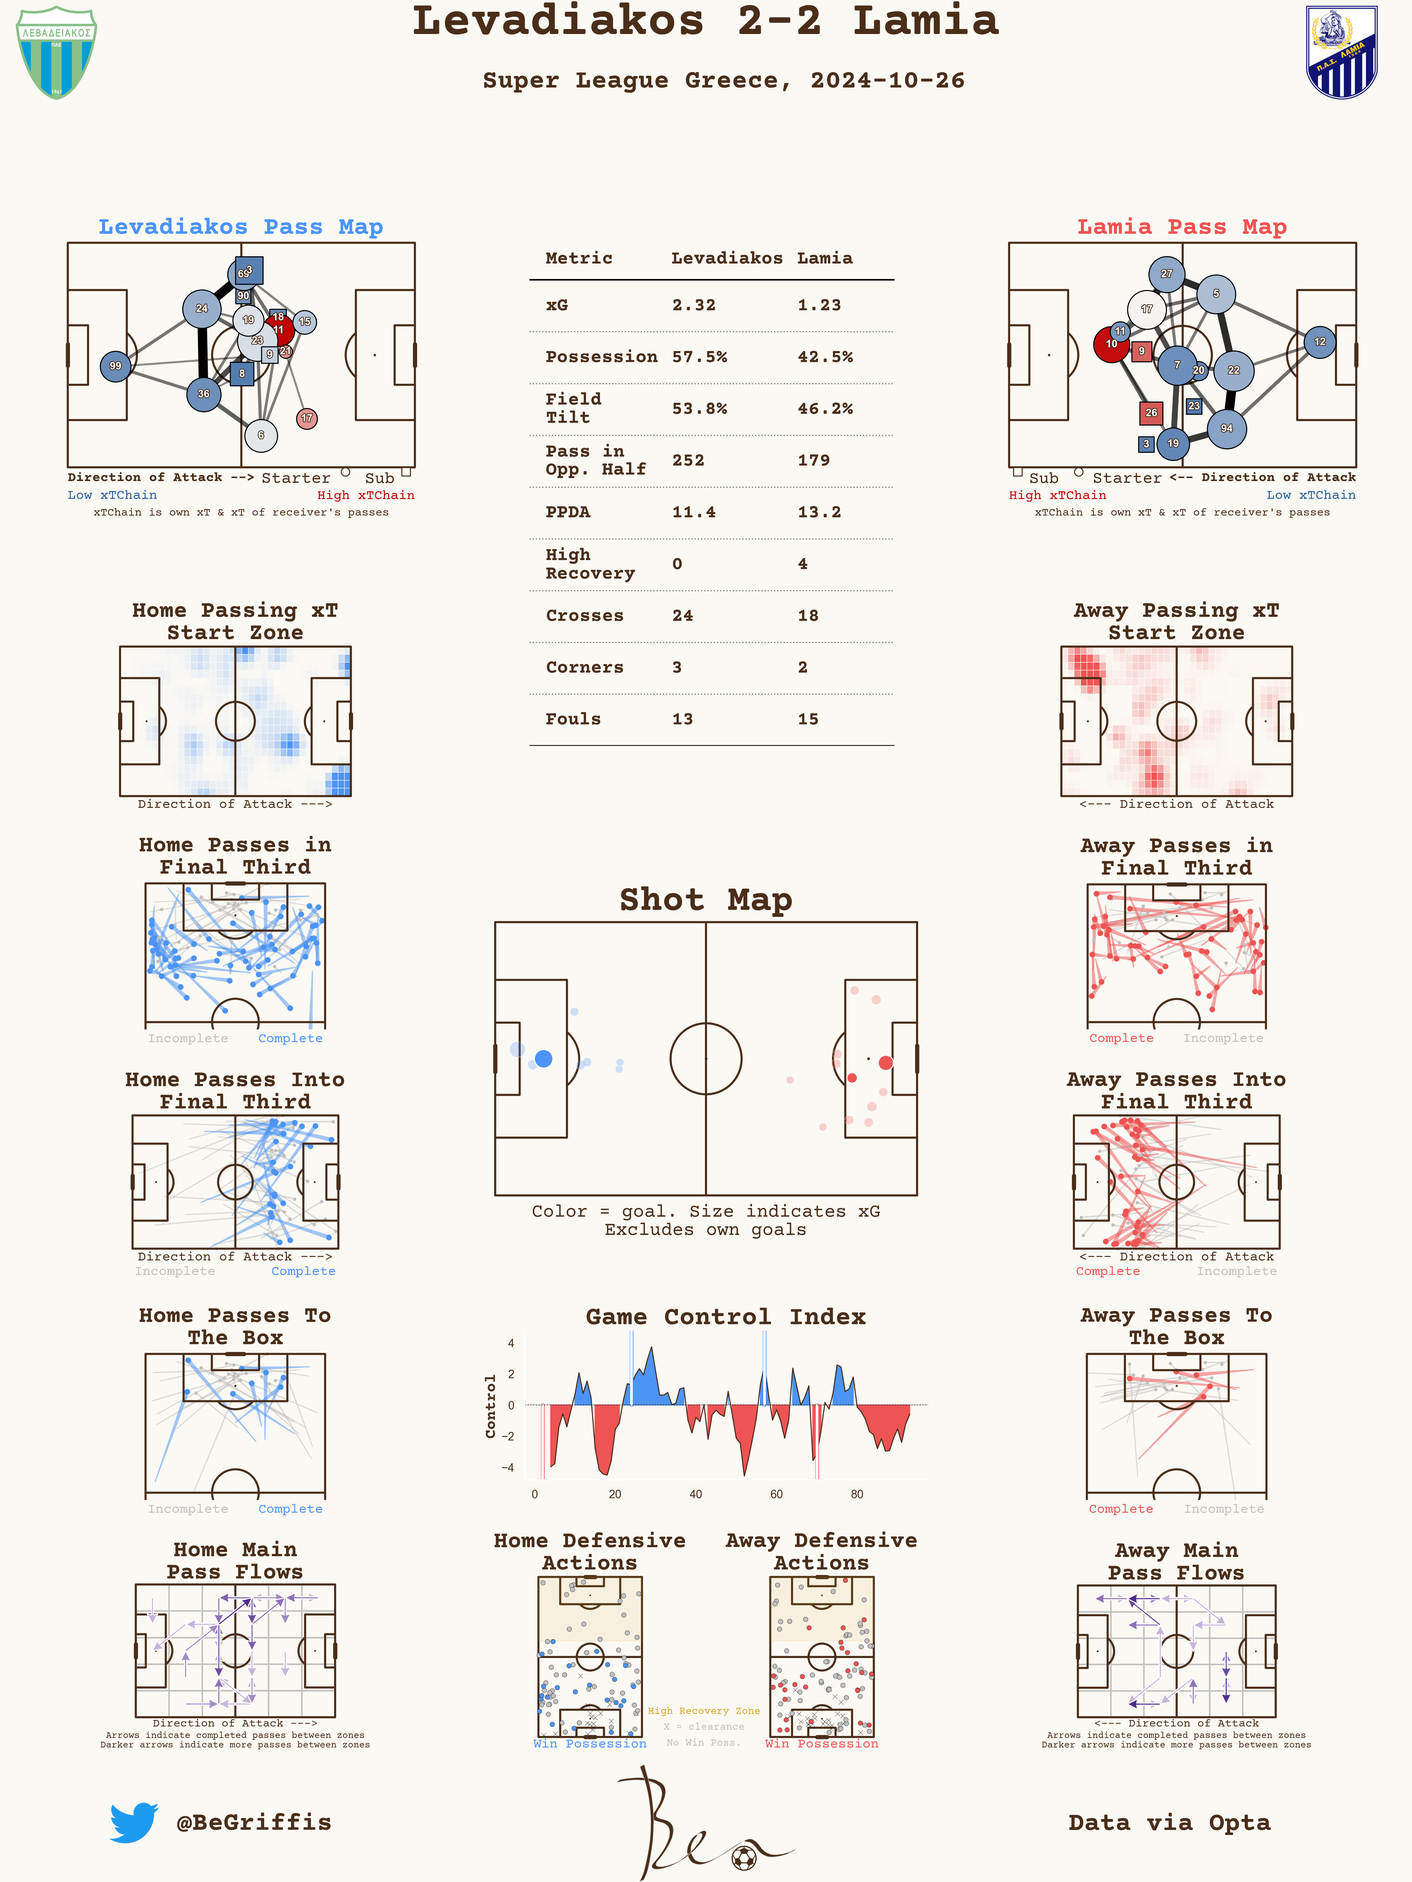 Levadiakos 2-2 Lamia
Super League Greece, 2024-10-26
ΛΕΒΑΔΕΙΑΚΟΣ
ΠΑΕ
1961
Π.Α.Σ. ΛΑΜΙΑ
1964
Levadiakos Pass Map
69
3
90
24
19
18
11
15
23
9
21
99
8
36
17
6
Direction of Attack --> Starter Sub
Low xTChain High xTChain
xTChain is own xT & xT of receiver's passes
Metric Levadiakos Lamia
xG 2.32 1.23
Possession 57.5% 42.5%
Field
Tilt 53.8% 46.2%
Pass in
Opp. Half 252 179
PPDA 11.4 13.2
High
Recovery 0 4
Crosses 24 18
Corners 3 2
Fouls 13 15
Lamia Pass Map
27
5
17
11
10
9
12
7
20
22
26
23
94
3
19
Sub Starter <-- Direction of Attack
High xTChain Low xTChain
xTChain is own xT & xT of receiver's passes
Home Passing xT
Start Zone
Direction of Attack --->
Away Passing xT
Start Zone
<--- Direction of Attack
Home Passes in
Final Third
Incomplete Complete
Away Passes in
Final Third
Complete Incomplete
Shot Map
Color = goal. Size indicates xG
Excludes own goals
Home Passes Into
Final Third
Direction of Attack --->
Incomplete Complete
Away Passes Into
Final Third
<--- Direction of Attack
Complete Incomplete
Home Passes To
The Box
Incomplete Complete
Game Control Index
Control
4
2
0
−2
−4
0 20 40 60 80
Away Passes To
The Box
Complete Incomplete
Home Main
Pass Flows
Direction of Attack --->
Arrows indicate completed passes between zones
Darker arrows indicate more passes between zones
Home Defensive
Actions
Win Possession
High Recovery Zone
X = clearance
No Win Poss.
Away Defensive
Actions
Win Possession
Away Main
Pass Flows
<--- Direction of Attack
Arrows indicate completed passes between zones
Darker arrows indicate more passes between zones
@BeGriffis
Ben
Data via Opta